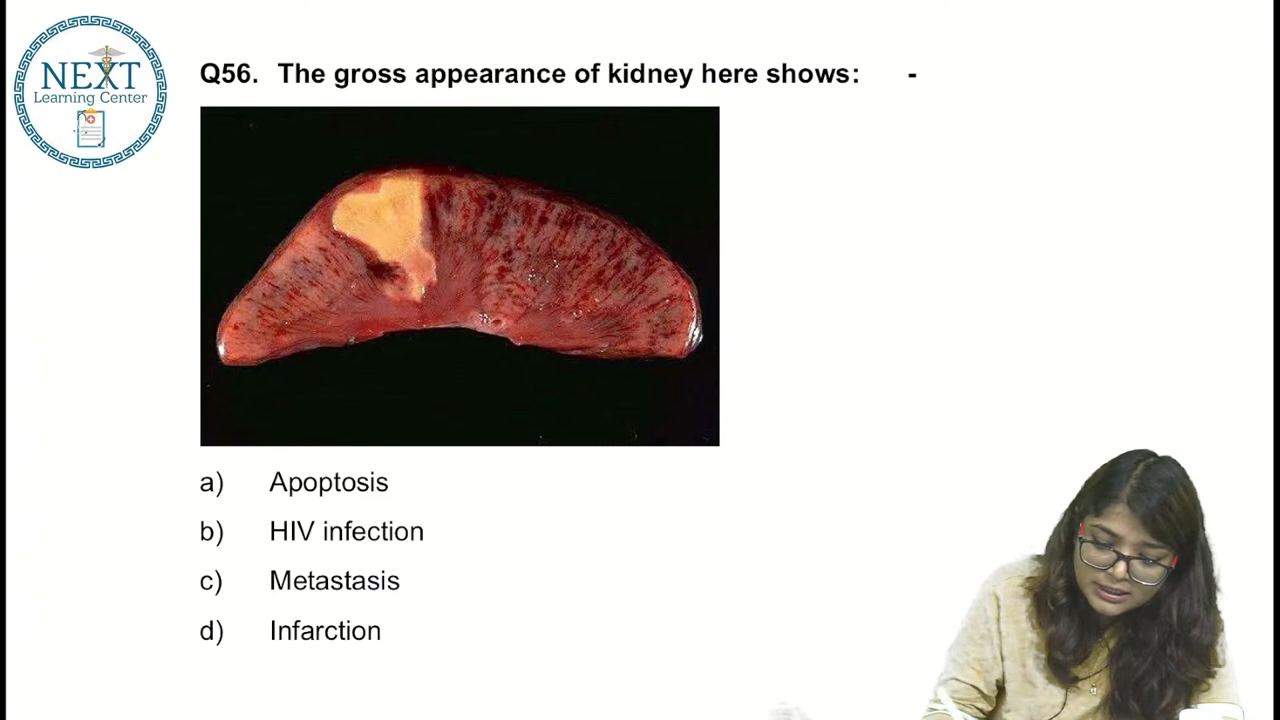 NEXT
Learning Center
Q56. The gross appearance of kidney here shows: -
a) Apoptosis
b) HIV infection
c) Metastasis
d) Infarction